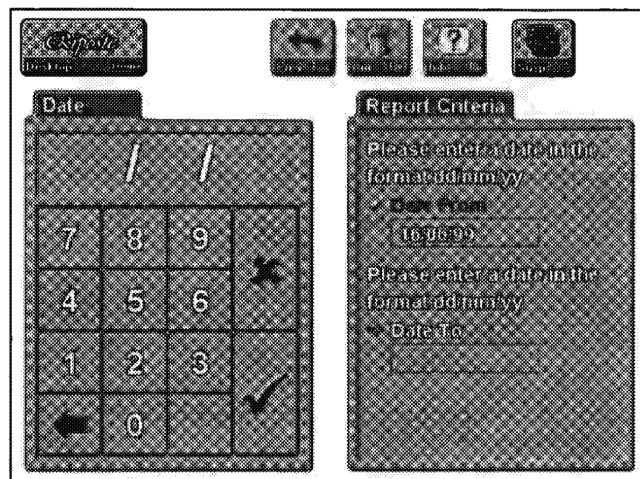 Riposte
Desktop
Date
/ /
7 8 9
4 5 6
1 2 3
0
Report Criteria
Please enter a date in the
format dd/mm/yy
Date From
16/06/99
Please enter a date in the
format dd/mm/yy
Date To